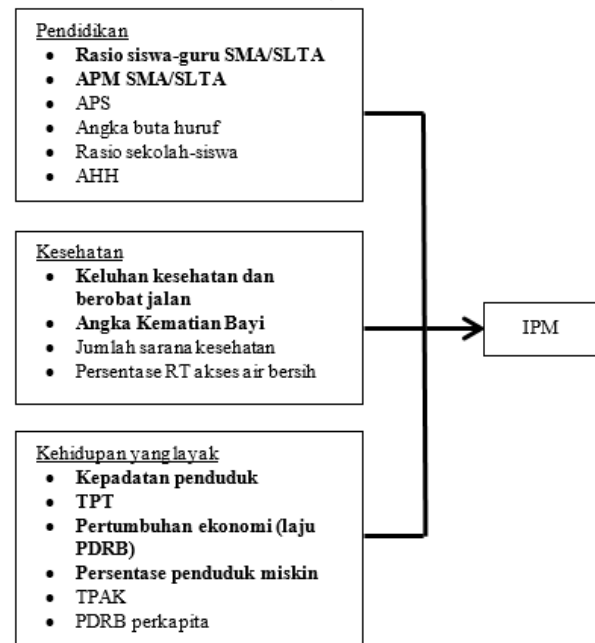 Pendidikan
• Rasio siswa-guru SMA/SLTA
• APM SMA/SLTA
• APS
• Angka buta huruf
• Rasio sekolah-siswa
• AHH
Kesehatan
• Keluhan kesehatan dan
berobat jalan
• Angka Kematian Bayi
• Jumlah sarana kesehatan
• Persentase RT akses air bersih
IPM
Kehidupan yang layak
• Kepadatan penduduk
• TPT
• Pertumbuhan ekonomi (laju
PDRB)
• Persentase penduduk miskin
• TPAK
• PDRB perkapita